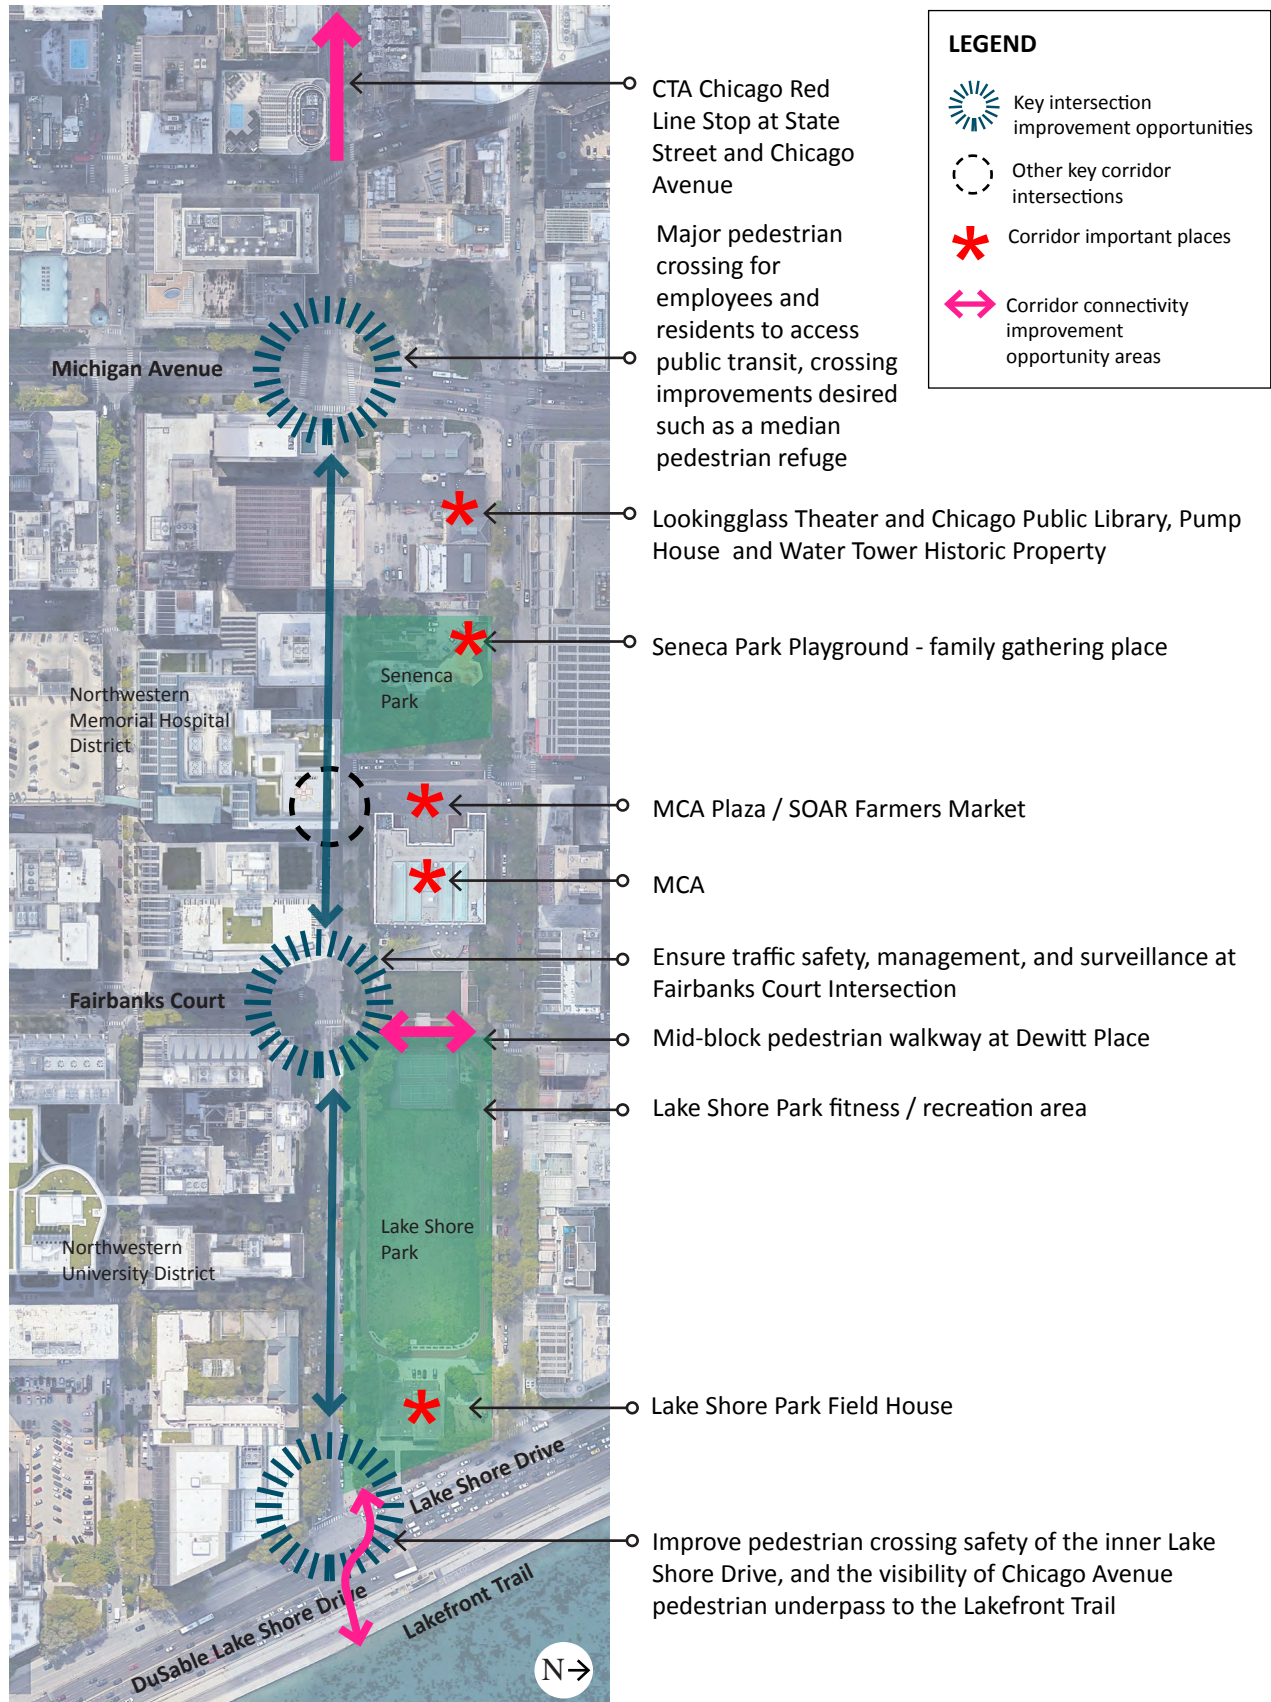 LEGEND
Key intersection
improvement opportunities
Other key corridor
intersections
Corridor important places
Corridor connectivity
improvement
opportunity areas
CTA Chicago Red
Line Stop at State
Street and Chicago
Avenue
Major pedestrian
crossing for
employees and
residents to access
public transit, crossing
improvements desired
such as a median
pedestrian refuge
Michigan Avenue
Lookingglass Theater and Chicago Public Library, Pump
House and Water Tower Historic Property
Seneca Park Playground - family gathering place
Senenca
Park
Northwestern
Memorial Hospital
District
MCA Plaza / SOAR Farmers Market
MCA
Ensure traffic safety, management, and surveillance at
Fairbanks Court Intersection
Fairbanks Court
Mid-block pedestrian walkway at Dewitt Place
Lake Shore Park fitness / recreation area
Lake Shore
Park
Northwestern
University District
Lake Shore Park Field House
Lake Shore Drive
Improve pedestrian crossing safety of the inner Lake
Shore Drive, and the visibility of Chicago Avenue
pedestrian underpass to the Lakefront Trail
DuSable Lake Shore Drive
Lakefront Trail
N